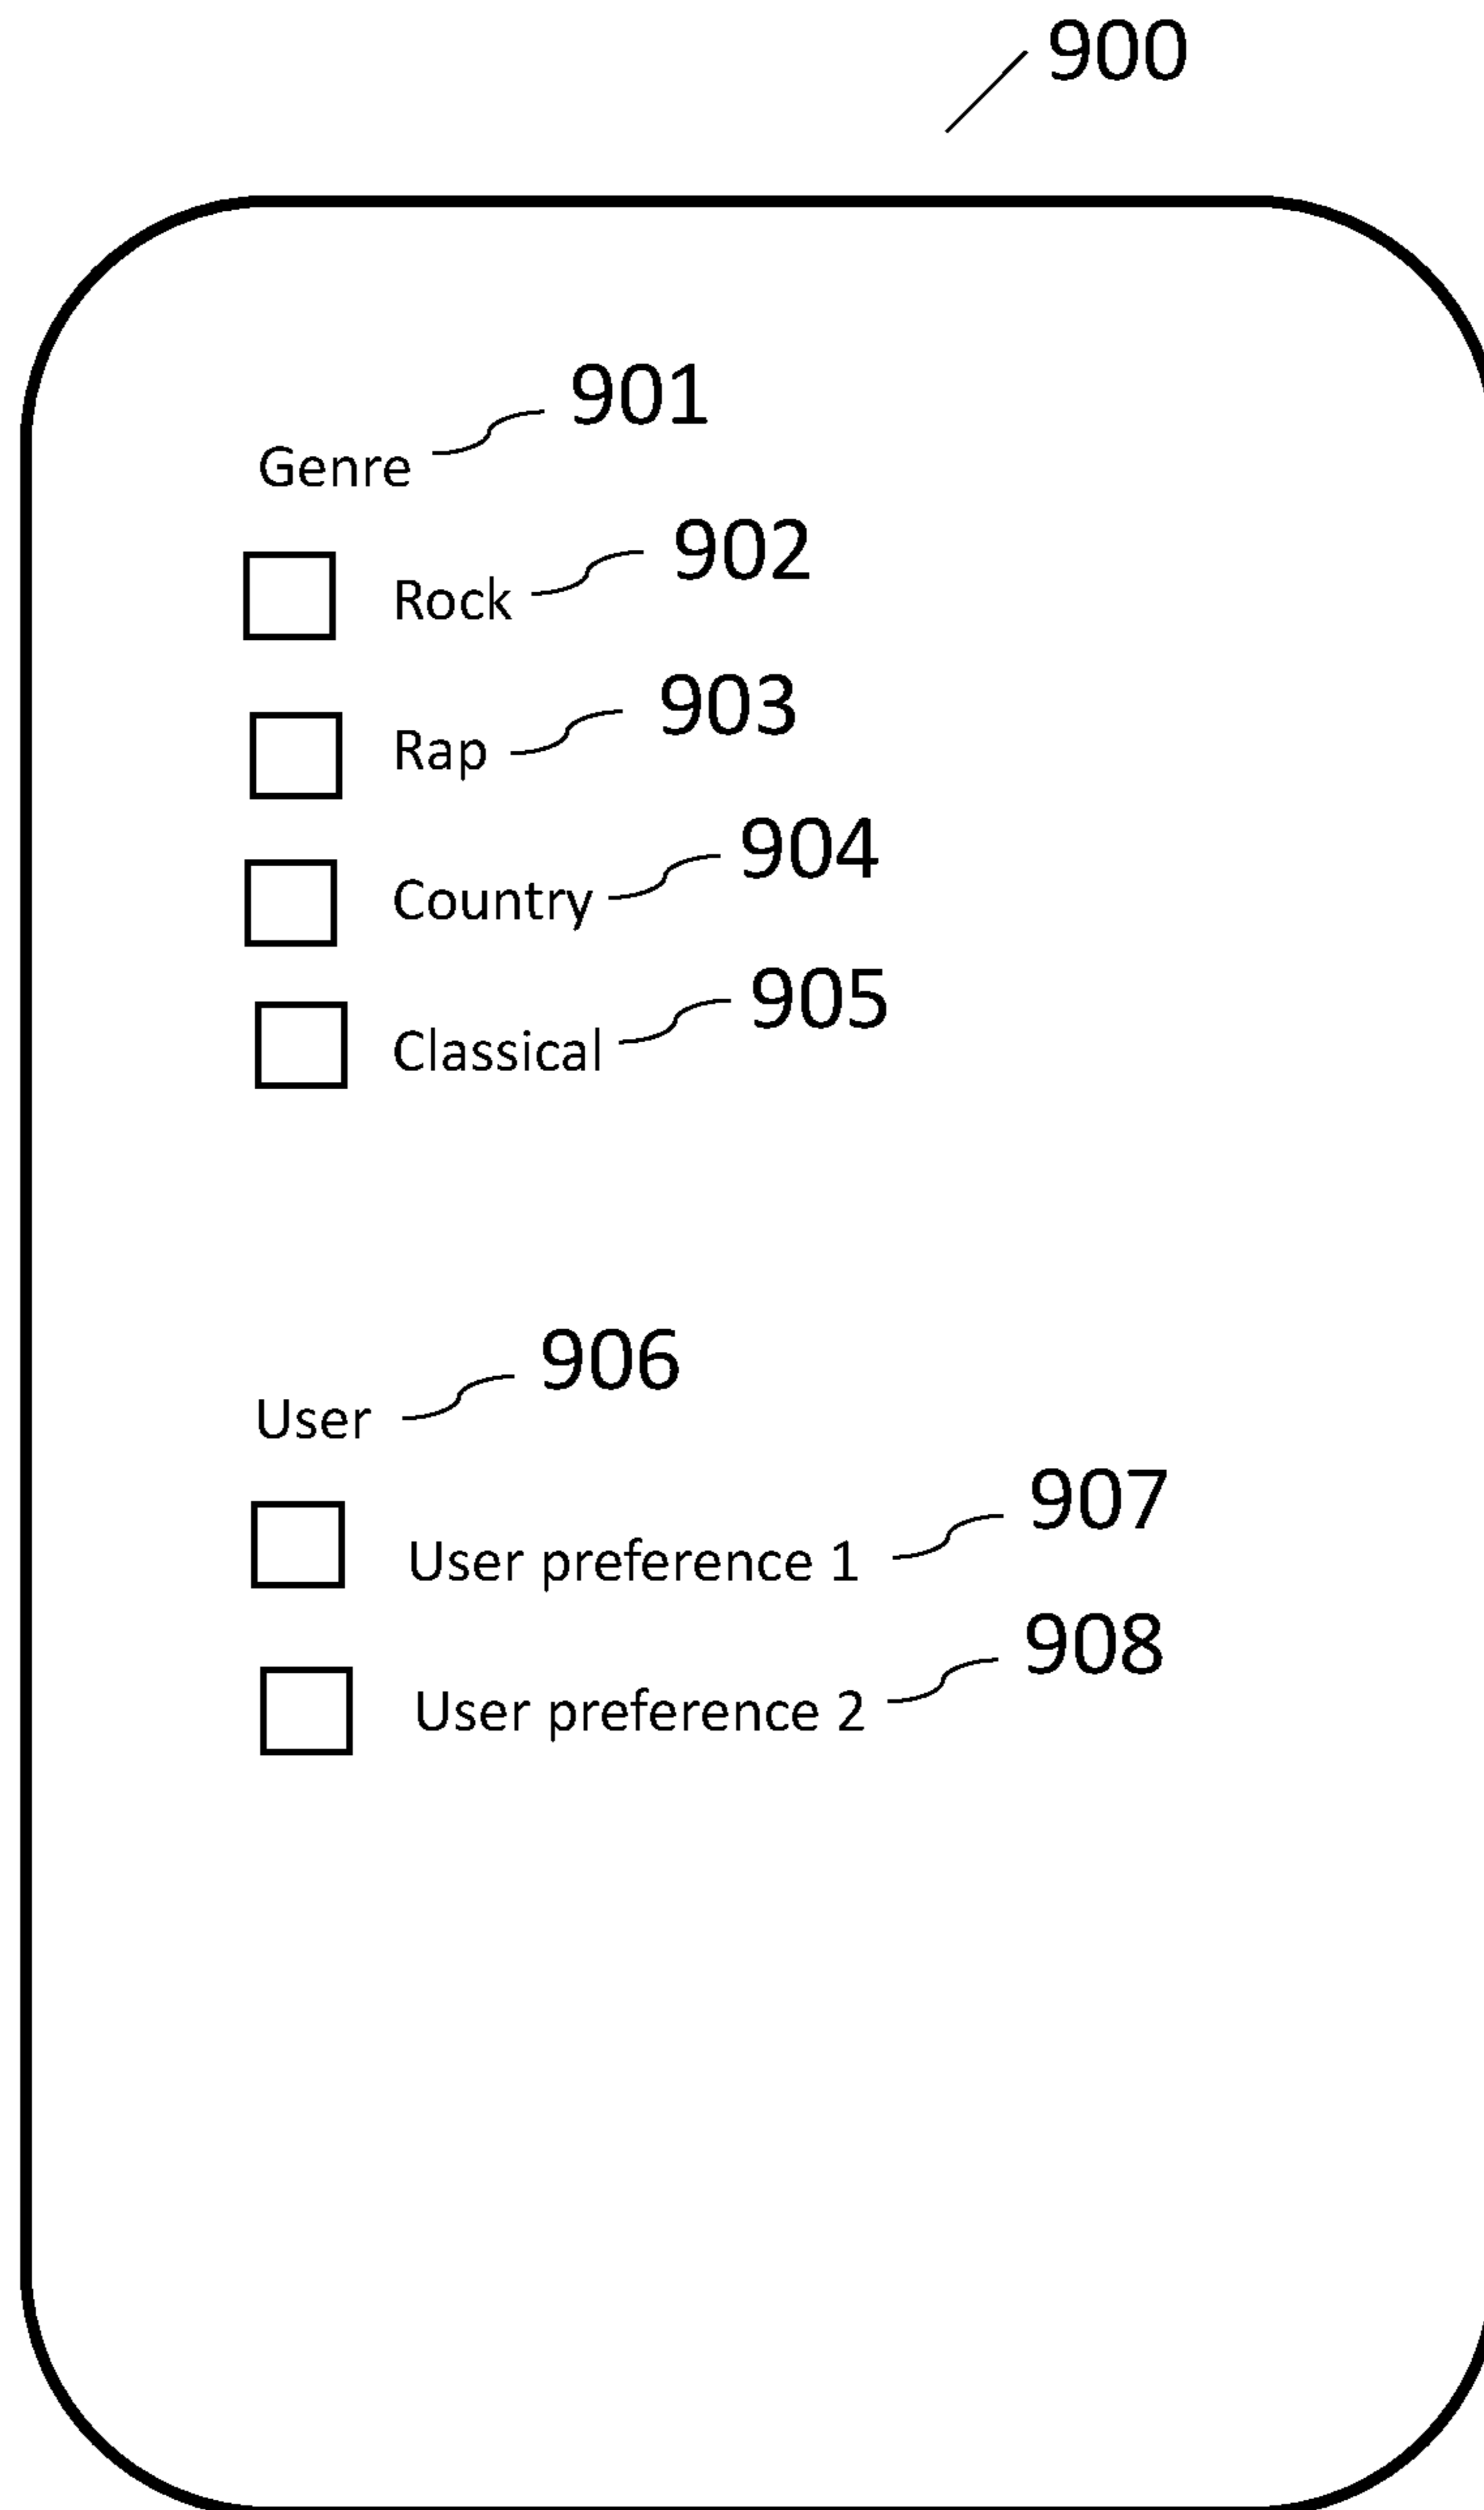 900
901
Genre
902
Rock
903
Rap
904
Country
905
Classical
906
User
907
User preference 1
908
User preference 2